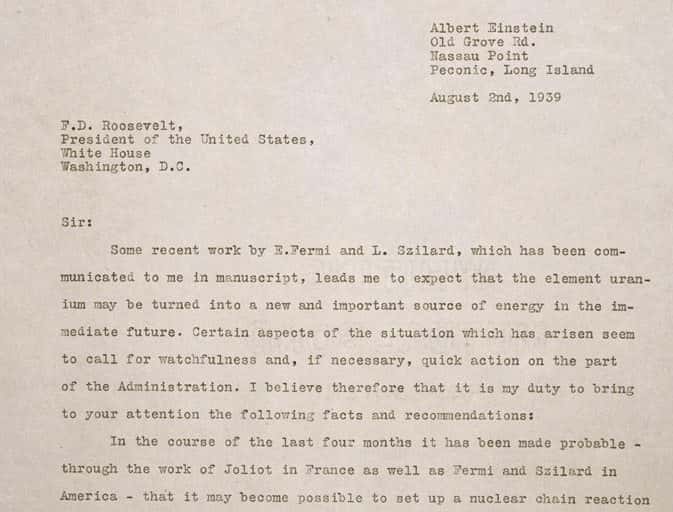 Albert Einstein
Old Grove Rd.
Nassau Point
Peconic, Long Island
August 2nd, 1939
F.D. Roosevelt,
President of the United States,
White House
Washington, D.C.
Sir:
Some recent work by E.Fermi and L. Szilard, which has been com-
municated to me in manuscript, leads me to expect that the element uran-
ium may be turned into a new and important source of energy in the im-
mediate future. Certain aspects of the situation which has arisen seem
to call for watchfulness and, if necessary, quick action on the part
of the Administration. I believe therefore that it is my duty to bring
to your attention the following facts and recommendations:
In the course of the last four months it has been made probable -
through the work of Joliot in France as well as Fermi and Szilard in
America - that it may become possible to set up a nuclear chain reaction